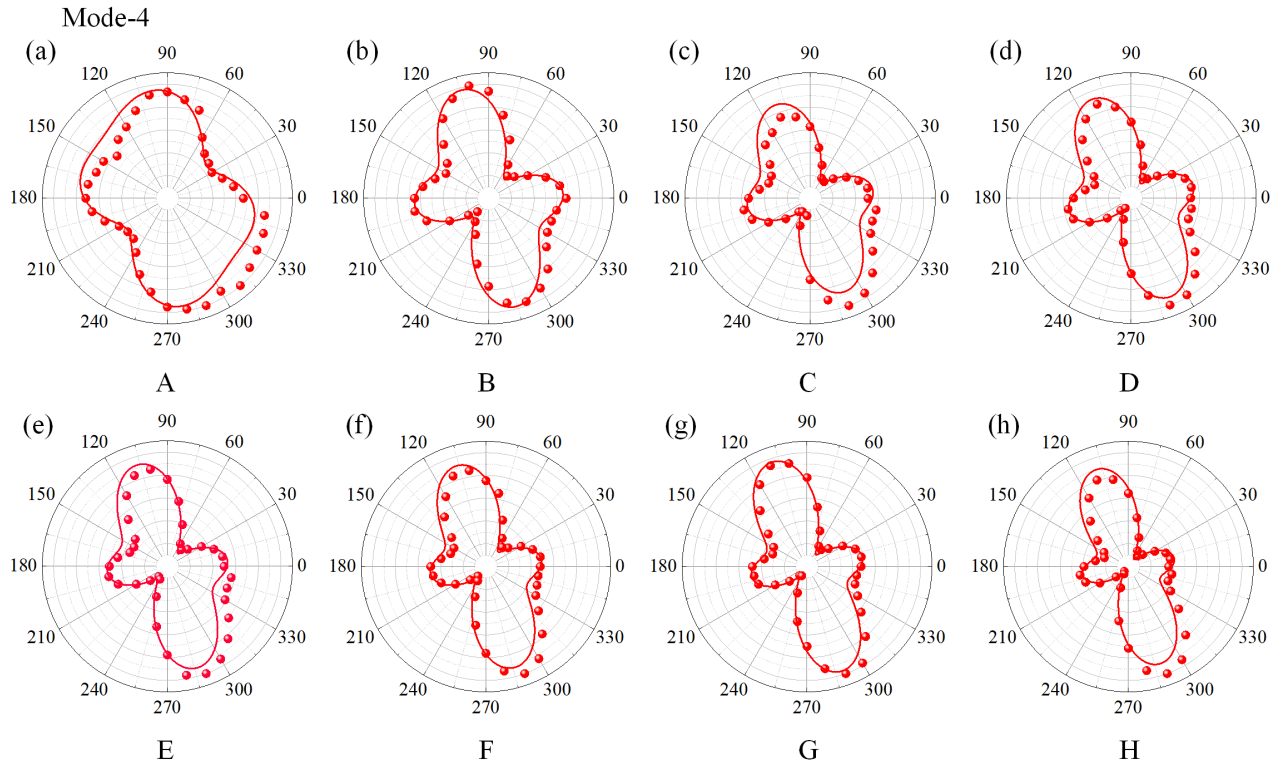 Mode-4
(a) (b) (c) (d)
90 90 90 90
120 60 120 60 120 60 120 60
150 30 150 30 150 30 150 30
180 0 180 0 180 0 180 0
210 330 210 330 210 330 210 330
240 300 240 300 240 300 240 300
270 270 270 270
A B C D
(e) (f) (g) (h)
90 90 90 90
120 60 120 60 120 60 120 60
150 30 150 30 150 30 150 30
180 0 180 0 180 0 180 0
210 330 210 330 210 330 210 330
240 300 240 300 240 300 240 300
270 270 270 270
E F G H